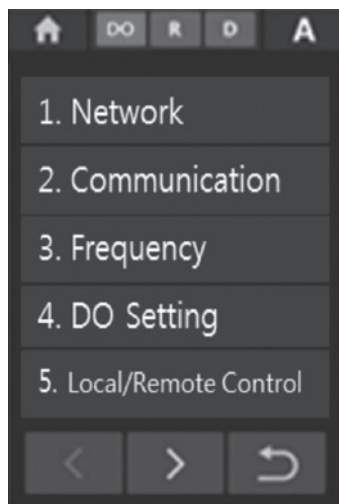 DO R D A
1. Network
2. Communication
3. Frequency
4. DO Setting
5. Local/Remote Control